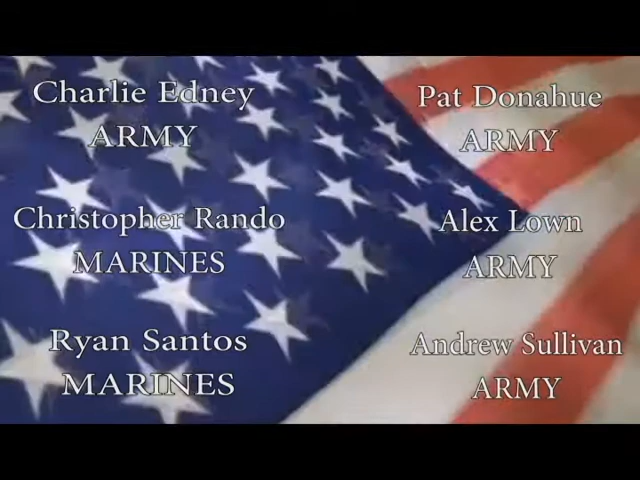 Charlie Edney
ARMY
Pat Donahue
ARMY
Christopher Rando
MARINES
Alex Lown
ARMY
Ryan Santos
MARINES
Andrew Sullivan
ARMY